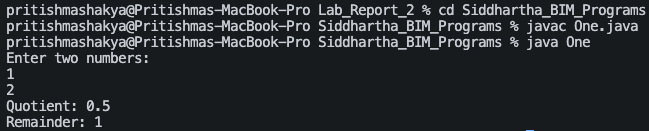 pritishmashakya@Pritishmas-MacBook-Pro Lab_Report_2 % cd Siddhartha_BIM_Programs
pritishmashakya@Pritishmas-MacBook-Pro Siddhartha_BIM_Programs % javac One.java
pritishmashakya@Pritishmas-MacBook-Pro Siddhartha_BIM_Programs % java One
Enter two numbers:
1
2
Quotient: 0.5
Remainder: 1